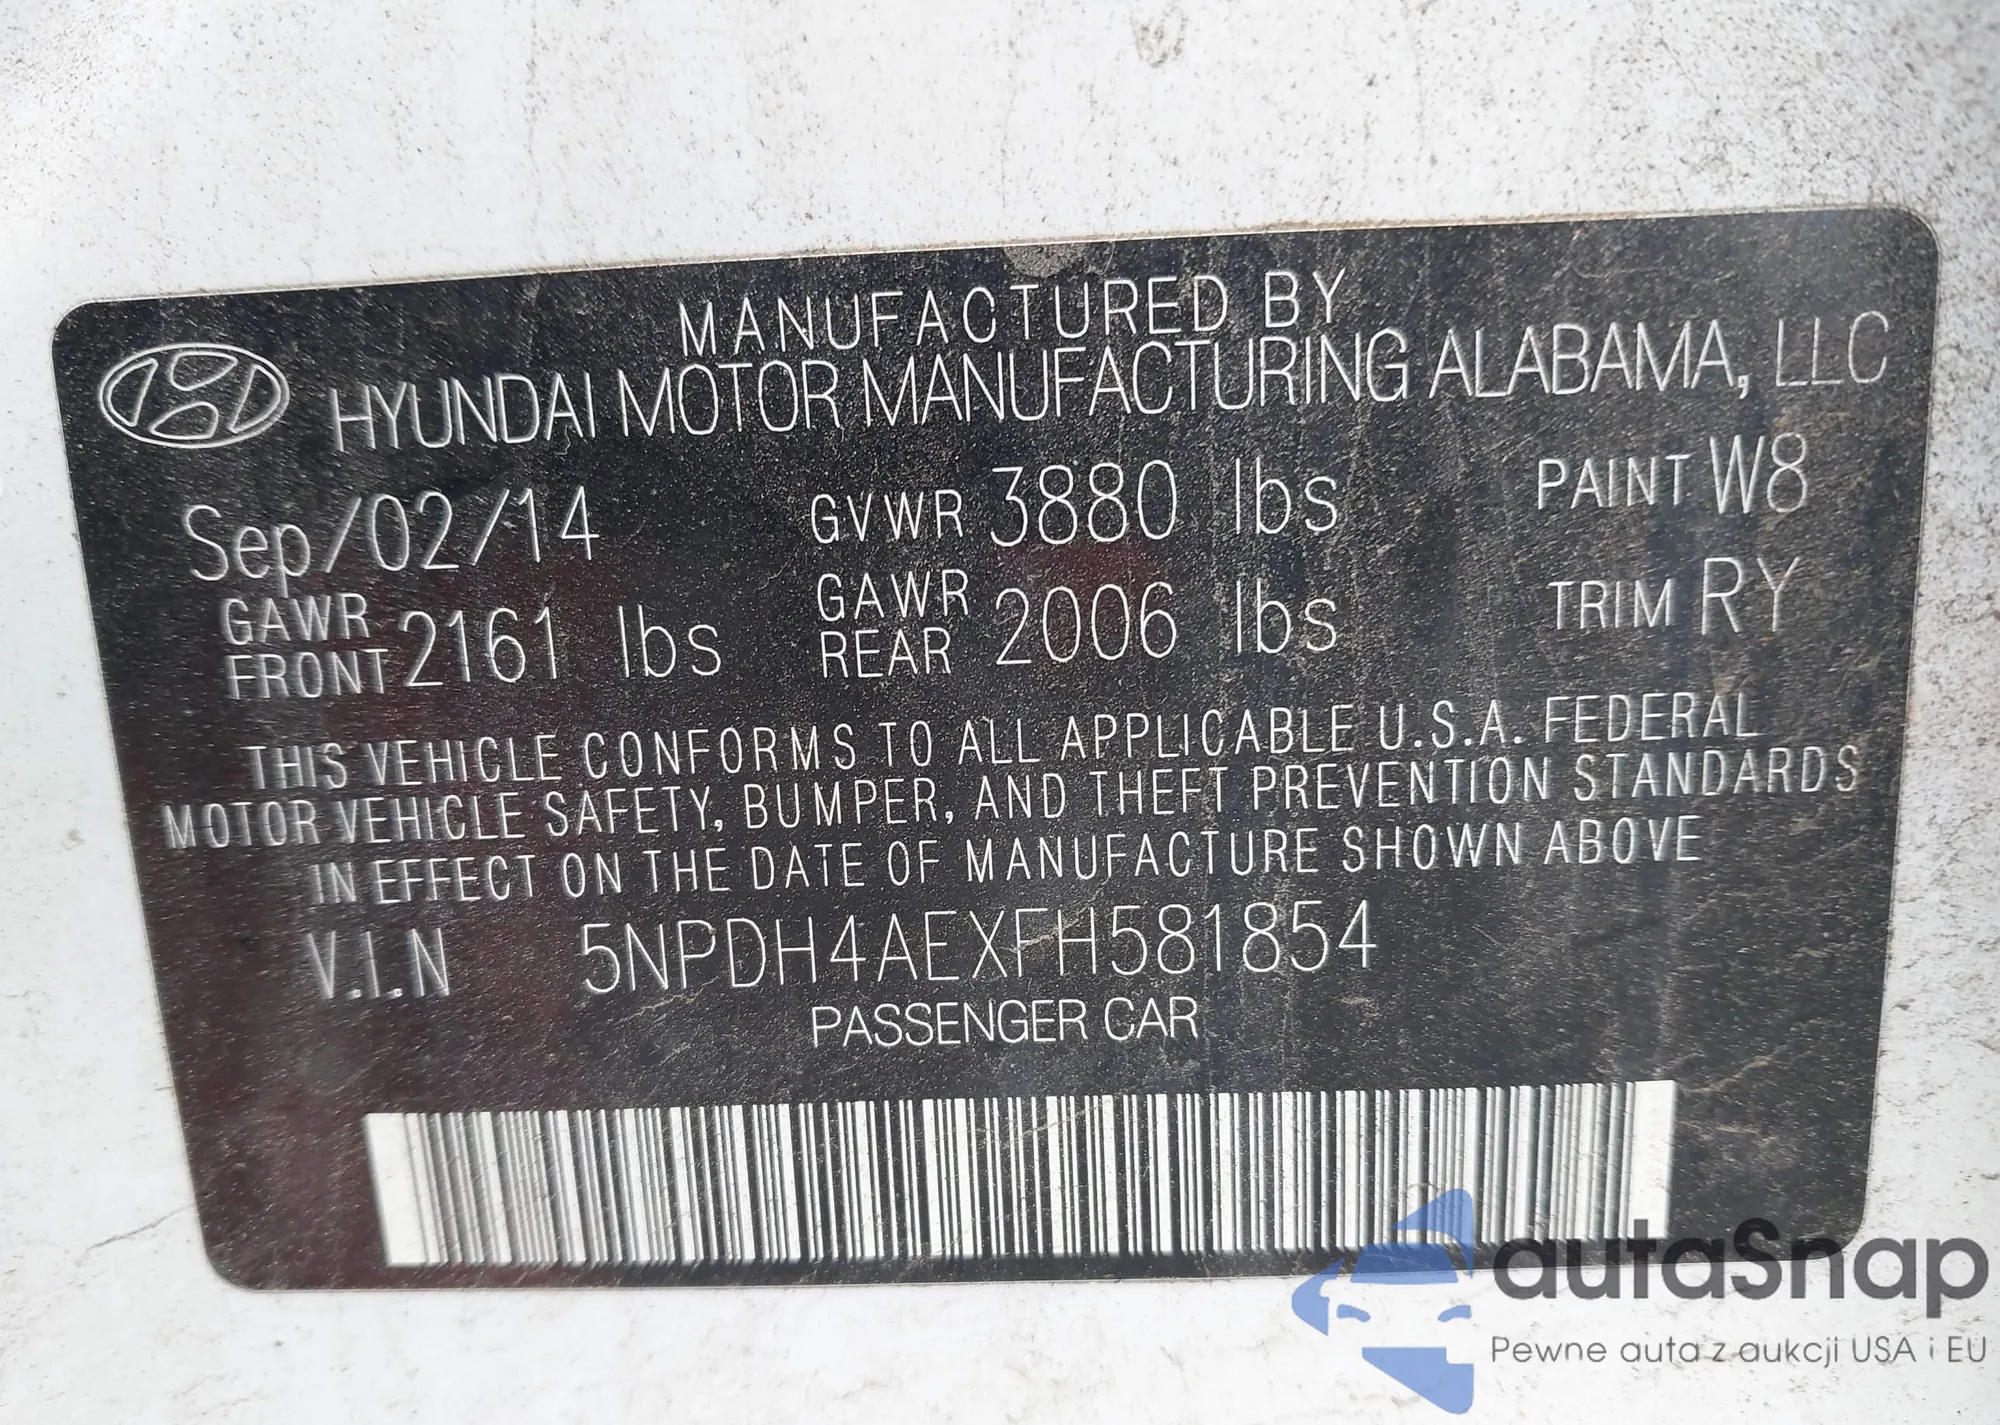 MANUFACTURED BY
HYUNDAI MOTOR MANUFACTURING ALABAMA, LLC
Sep/02/14 GVWR 3880 lbs PAINT W8
GAWR FRONT 2161 lbs GAWR REAR 2006 lbs TRIM RY
THIS VEHICLE CONFORMS TO ALL APPLICABLE U.S.A. FEDERAL
MOTOR VEHICLE SAFETY, BUMPER, AND THEFT PREVENTION STANDARDS
IN EFFECT ON THE DATE OF MANUFACTURE SHOWN ABOVE
V.I.N 5NPDH4AEXFH581854
PASSENGER CAR
autaSnap
Pewne auta z aukcji USA i EU